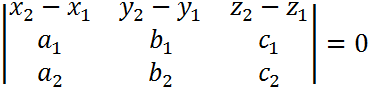 | x₂ − x₁ y₂ − y₁ z₂ − z₁ |
| a₁ b₁ c₁ | = 0
| a₂ b₂ c₂ |